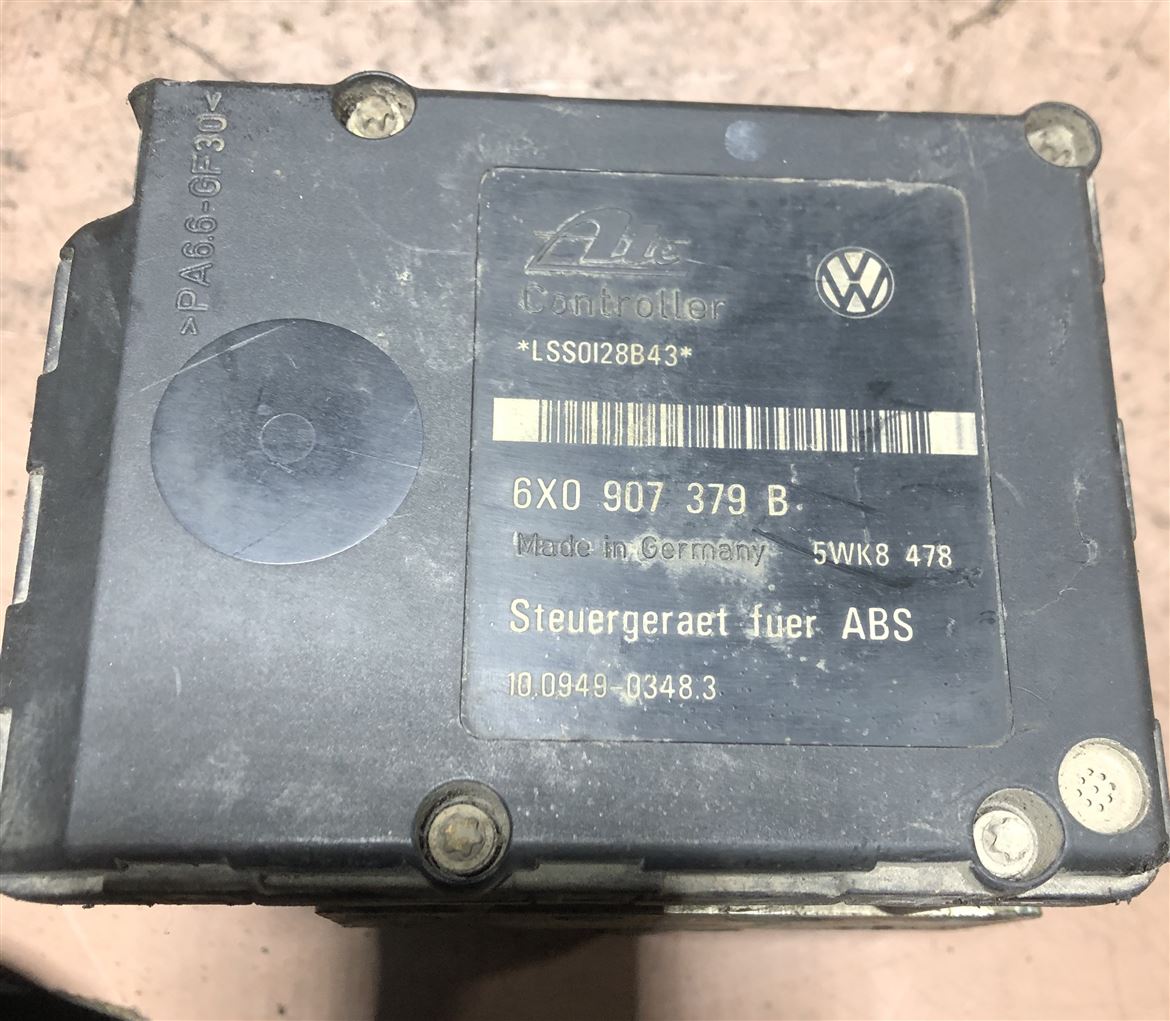 >PA6.6-GF30<
Ate
Controller
*LSS0128B43*
6X0 907 379 B
Made in Germany 5WK8 478
Steuergeraet fuer ABS
10.0949-0348.3